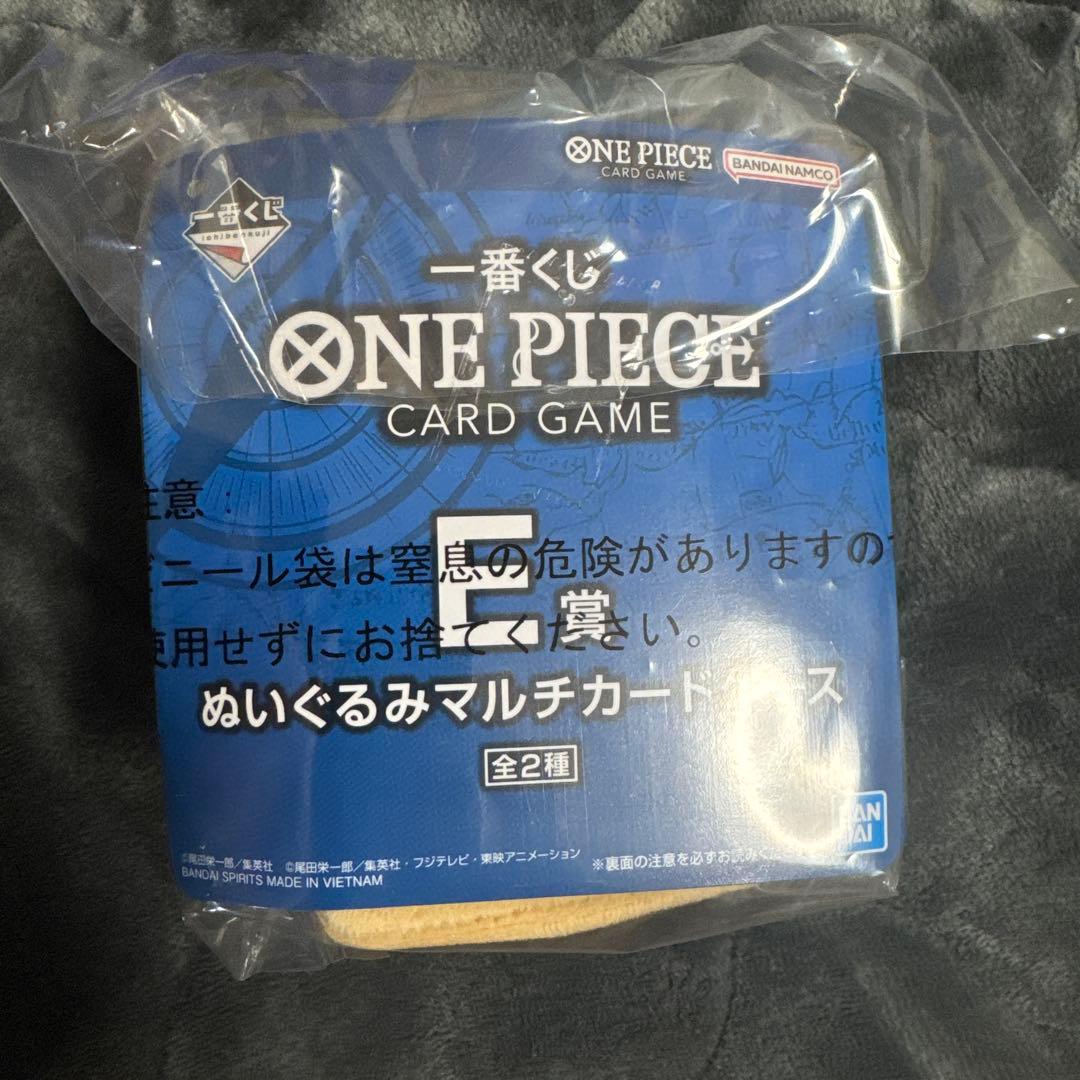 ONE PIECE
CARD GAME
BANDAI NAMCO
一番くじ
ichibankuji
一番くじ
ONE PIECE
CARD GAME
注意：
ビニール袋は窒息の危険がありますので
使用せずにお捨てください。
E賞
ぬいぐるみマルチカード ス
全2種
BANDAI
©尾田栄一郎／集英社 ©尾田栄一郎／集英社・フジテレビ・東映アニメーション
BANDAI SPIRITS MADE IN VIETNAM
※裏面の注意を必ずお読み